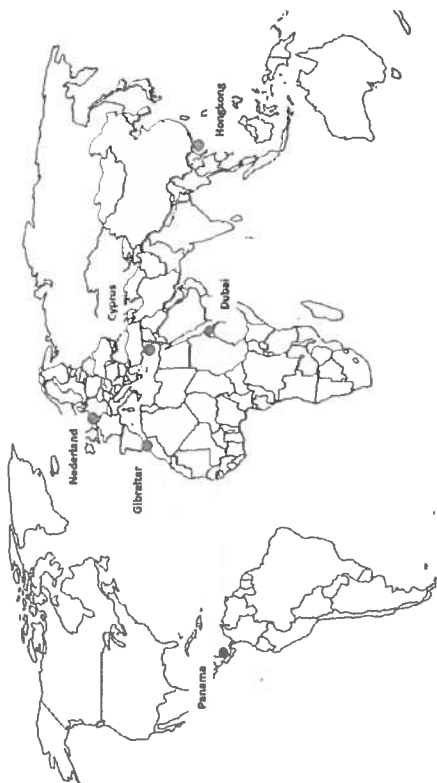 Nederland
Cyprus
Hongkong
Gibraltar
Dubai
Panama